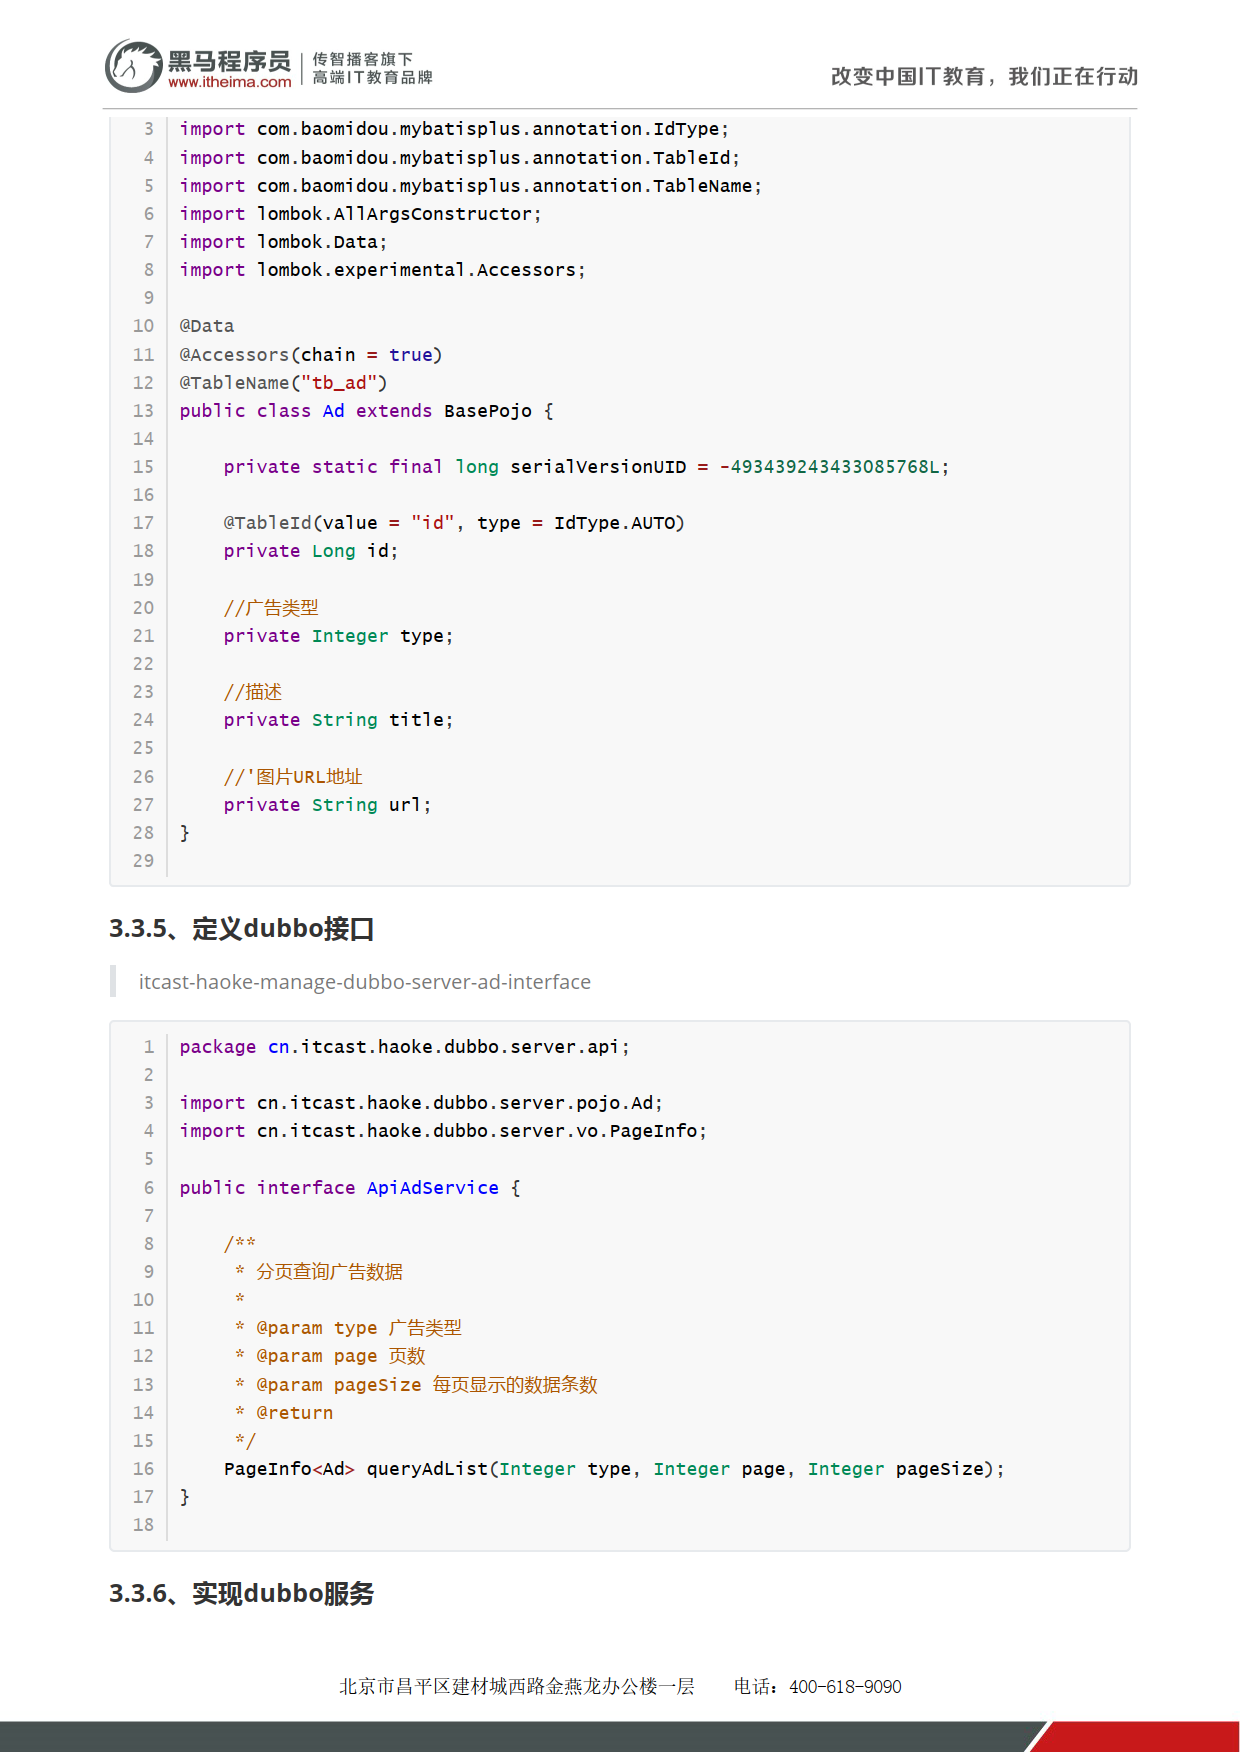 黑马程序员
www.itheima.com
传智播客旗下
高端IT教育品牌
改变中国IT教育，我们正在行动
3 import com.baomidou.mybatisplus.annotation.IdType;
4 import com.baomidou.mybatisplus.annotation.TableId;
5 import com.baomidou.mybatisplus.annotation.TableName;
6 import lombok.AllArgsConstructor;
7 import lombok.Data;
8 import lombok.experimental.Accessors;
9
10 @Data
11 @Accessors(chain = true)
12 @TableName("tb_ad")
13 public class Ad extends BasePojo {
14
15     private static final long serialVersionUID = -493439243433085768L;
16
17     @TableId(value = "id", type = IdType.AUTO)
18     private Long id;
19
20     //广告类型
21     private Integer type;
22
23     //描述
24     private String title;
25
26     //'图片URL地址
27     private String url;
28 }
29
3.3.5、定义dubbo接口
itcast-haoke-manage-dubbo-server-ad-interface
1 package cn.itcast.haoke.dubbo.server.api;
2
3 import cn.itcast.haoke.dubbo.server.pojo.Ad;
4 import cn.itcast.haoke.dubbo.server.vo.PageInfo;
5
6 public interface ApiAdService {
7
8     /**
9      * 分页查询广告数据
10      *
11      * @param type 广告类型
12      * @param page 页数
13      * @param pageSize 每页显示的数据条数
14      * @return
15      */
16     PageInfo<Ad> queryAdList(Integer type, Integer page, Integer pageSize);
17 }
18
3.3.6、实现dubbo服务
北京市昌平区建材城西路金燕龙办公楼一层 电话：400-618-9090